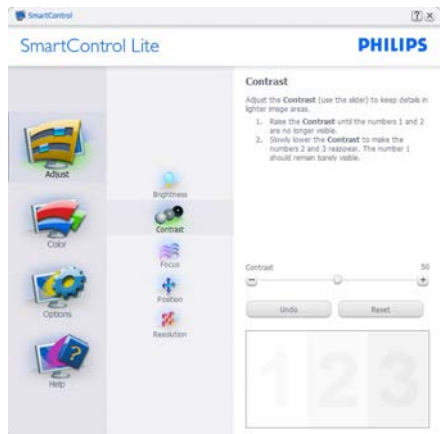 SmartControl
SmartControl Lite
PHILIPS
Adjust
Color
Options
Help
Brightness
Contrast
Focus
Position
Resolution
Contrast
Adjust the Contrast (use the slider) to keep details in
lighter image areas.
1. Raise the Contrast until the numbers 1 and 2
are no longer visible.
2. Slowly lower the Contrast to make the
numbers 2 and 3 reappear. The number 1
should remain barely visible.
Contrast 50
Undo Reset
1 2 3